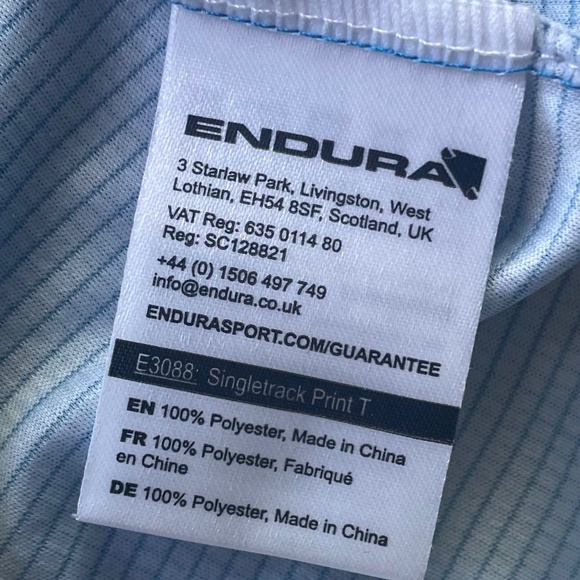 ENDURA
3 Starlaw Park, Livingston, West
Lothian, EH54 8SF, Scotland, UK
VAT Reg: 635 0114 80
Reg: SC128821
+44 (0) 1506 497 749
info@endura.co.uk
ENDURASPORT.COM/GUARANTEE
E3088: Singletrack Print T
EN 100% Polyester, Made in China
FR 100% Polyester, Fabriqué
en Chine
DE 100% Polyester, Made in China